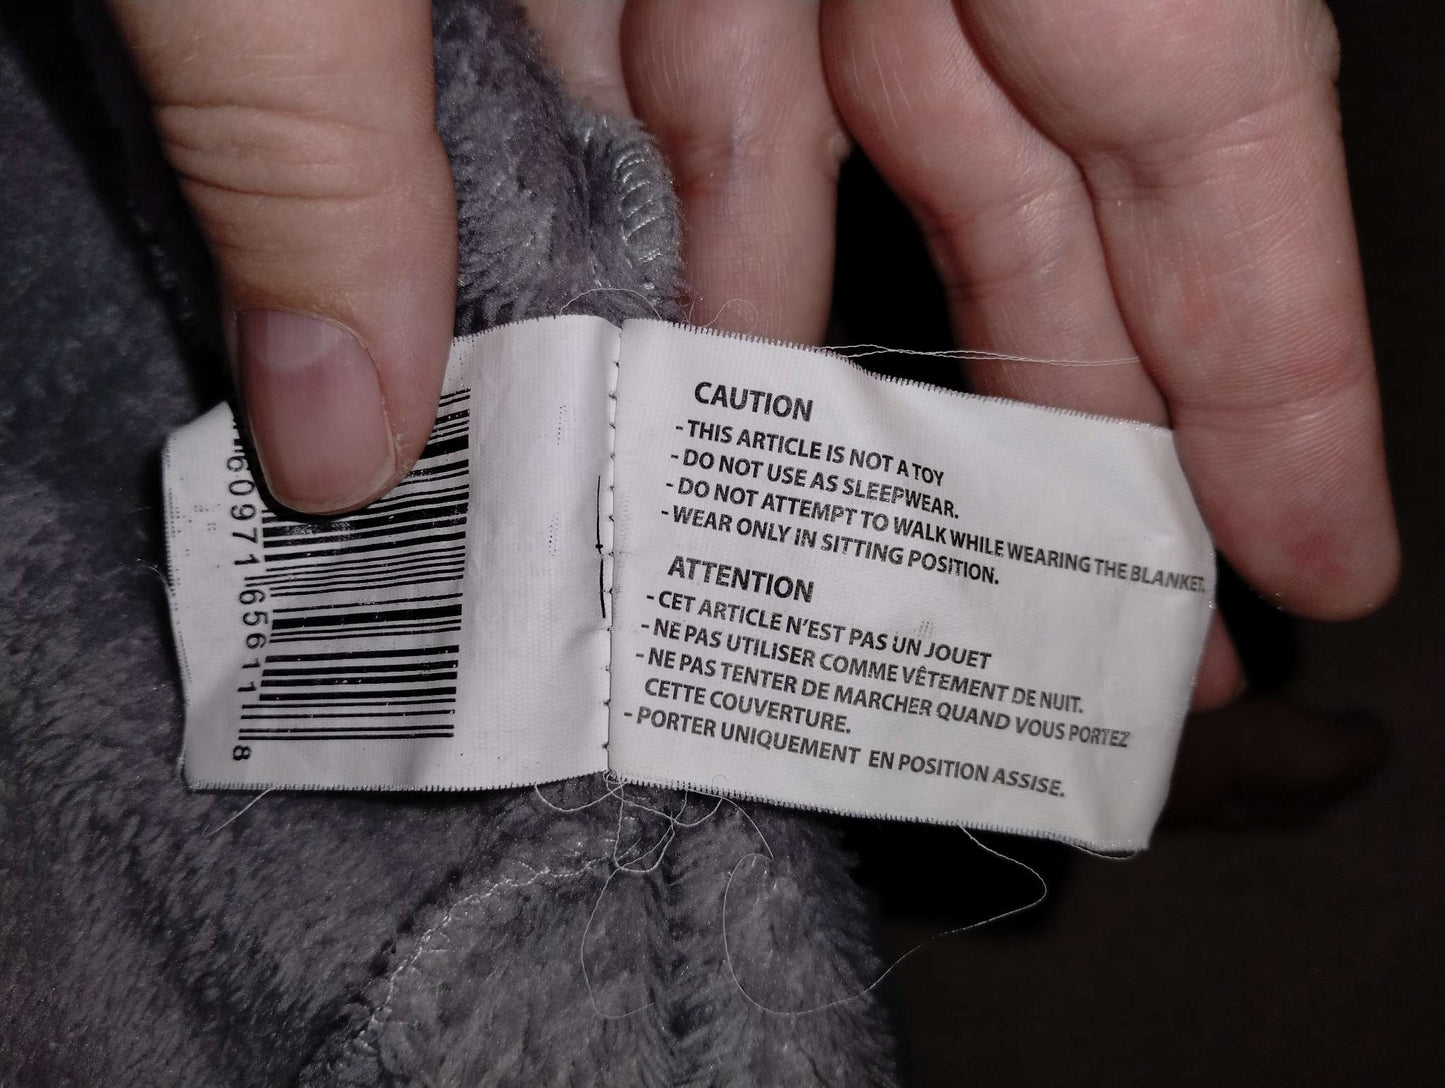 609716561 1 8
CAUTION
- THIS ARTICLE IS NOT A TOY
- DO NOT USE AS SLEEPWEAR.
- DO NOT ATTEMPT TO WALK WHILE WEARING THE BLANKET.
- WEAR ONLY IN SITTING POSITION.
ATTENTION
- CET ARTICLE N'EST PAS UN JOUET
- NE PAS UTILISER COMME VÊTEMENT DE NUIT.
- NE PAS TENTER DE MARCHER QUAND VOUS PORTEZ
CETTE COUVERTURE.
- PORTER UNIQUEMENT EN POSITION ASSISE.